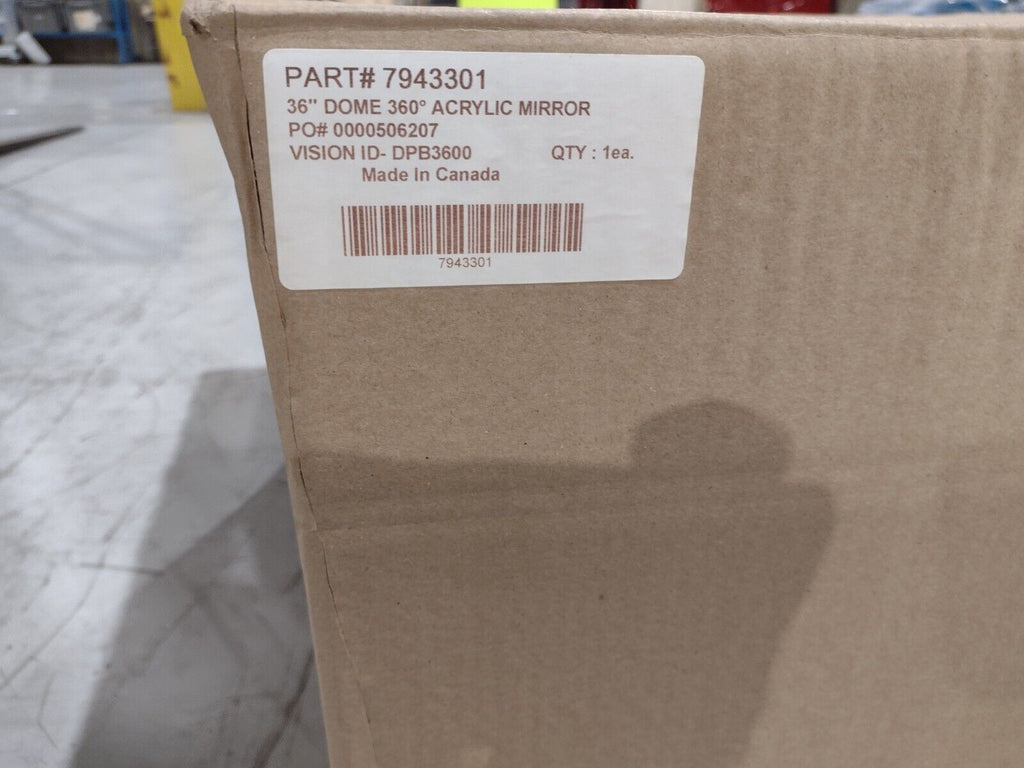 PART# 7943301
36" DOME 360° ACRYLIC MIRROR
PO# 0000506207
VISION ID- DPB3600 QTY : 1ea.
Made In Canada
7943301